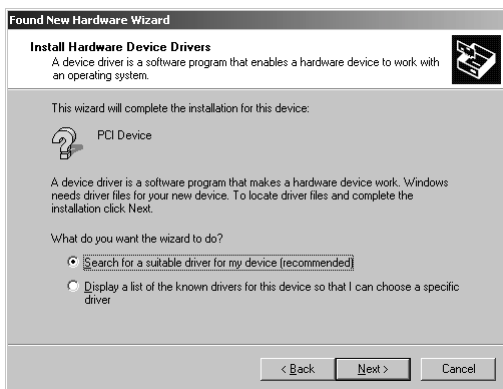 Found New Hardware Wizard
Install Hardware Device Drivers
A device driver is a software program that enables a hardware device to work with
an operating system.
This wizard will complete the installation for this device:
PCI Device
A device driver is a software program that makes a hardware device work. Windows
needs driver files for your new device. To locate driver files and complete the
installation click Next.
What do you want the wizard to do?
Search for a suitable driver for my device (recommended)
Display a list of the known drivers for this device so that I can choose a specific
driver
< Back Next > Cancel